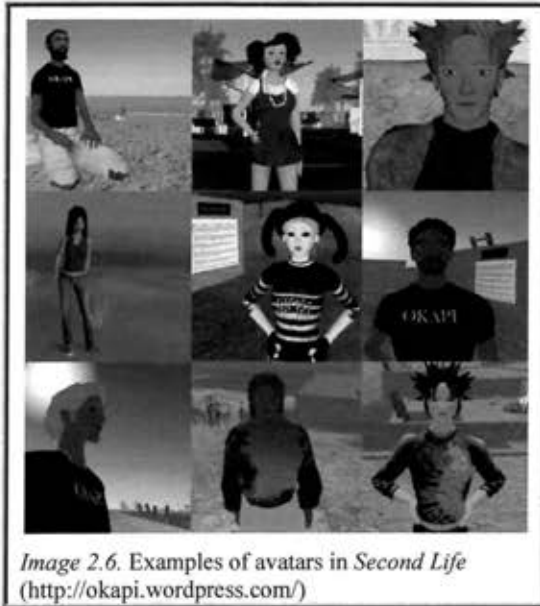 OKAPI
OKAPI
Image 2.6. Examples of avatars in Second Life
(http://okapi.wordpress.com/)